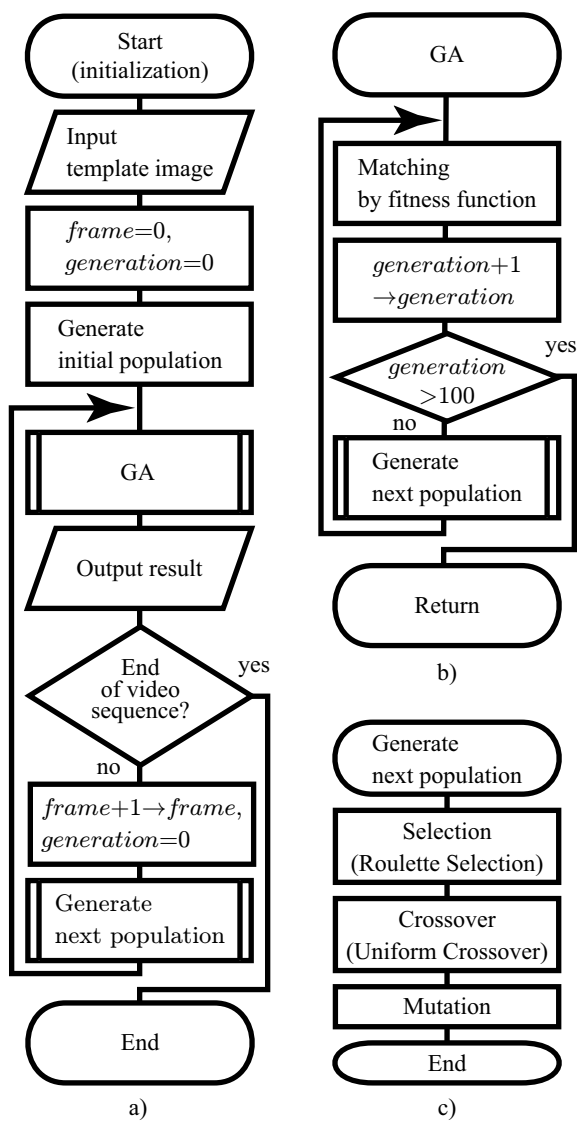 Start
(initialization)
Input
template image
frame=0,
generation=0
Generate
initial population
GA
Output result
End
of video
sequence?
yes
no
frame+1→frame,
generation=0
Generate
next population
End
a)
GA
Matching
by fitness function
generation+1
→generation
generation
>100
yes
no
Generate
next population
Return
b)
Generate
next population
Selection
(Roulette Selection)
Crossover
(Uniform Crossover)
Mutation
End
c)